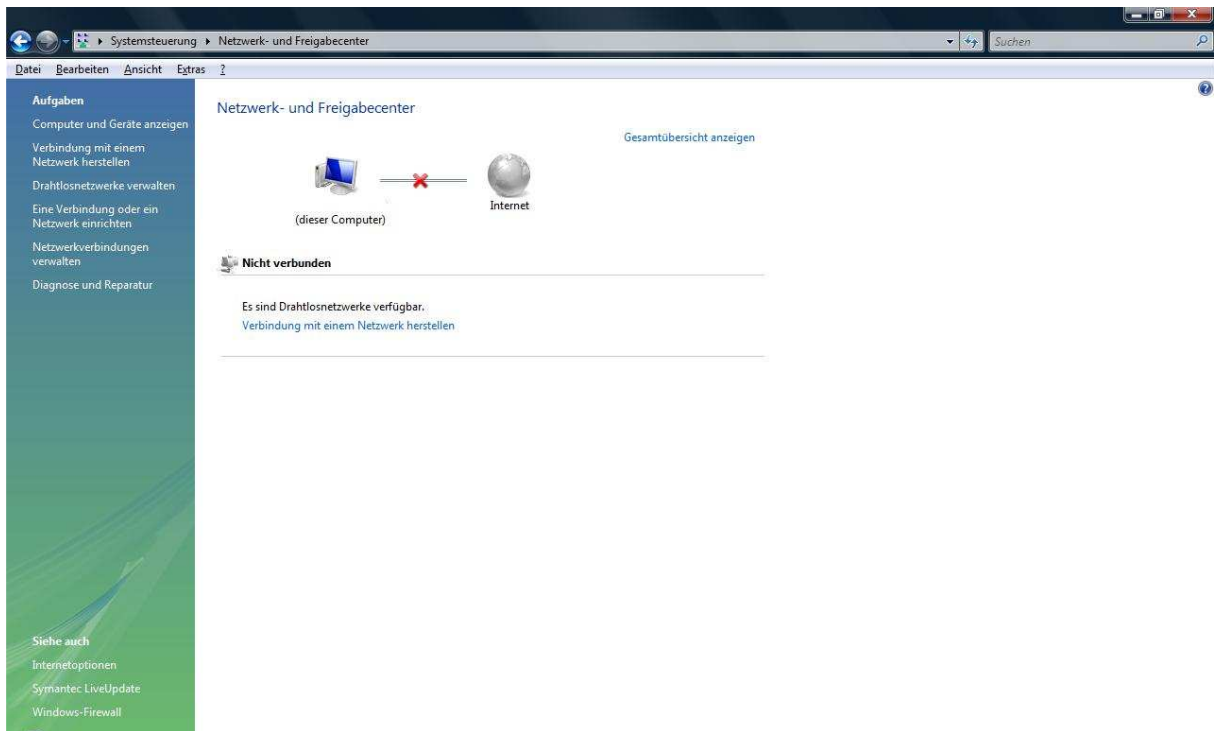 Systemsteuerung ▸ Netzwerk- und Freigabecenter
Suchen
Datei Bearbeiten Ansicht Extras ?
Aufgaben
Computer und Geräte anzeigen
Verbindung mit einem
Netzwerk herstellen
Drahtlosnetzwerke verwalten
Eine Verbindung oder ein
Netzwerk einrichten
Netzwerkverbindungen
verwalten
Diagnose und Reparatur
Siehe auch
Internetoptionen
Symantec LiveUpdate
Windows-Firewall
Netzwerk- und Freigabecenter
Gesamtübersicht anzeigen
(dieser Computer)
Internet
Nicht verbunden
Es sind Drahtlosnetzwerke verfügbar.
Verbindung mit einem Netzwerk herstellen